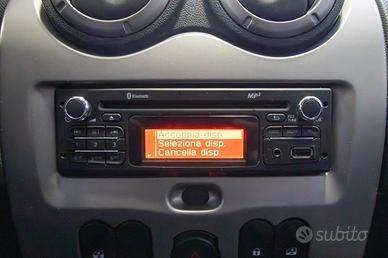 Bluetooth
MP3
Accoppia disp.
Seleziona disp.
Cancella disp.
subito